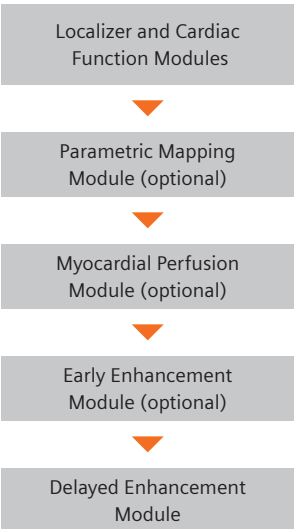 Localizer and Cardiac
Function Modules
Parametric Mapping
Module (optional)
Myocardial Perfusion
Module (optional)
Early Enhancement
Module (optional)
Delayed Enhancement
Module